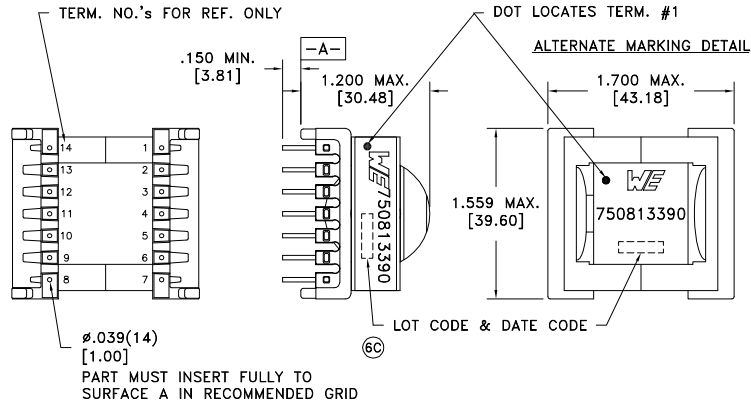 TERM. NO.'s FOR REF. ONLY
DOT LOCATES TERM. #1
ALTERNATE MARKING DETAIL
.150 MIN.
[3.81]
-A-
1.200 MAX.
[30.48]
1.700 MAX.
[43.18]
14 1
13 2
12 3
11 4
10 5
9 6
8 7
WE 750813390
1.559 MAX.
[39.60]
WE
750813390
LOT CODE & DATE CODE
6C
ø.039(14)
[1.00]
PART MUST INSERT FULLY TO
SURFACE A IN RECOMMENDED GRID